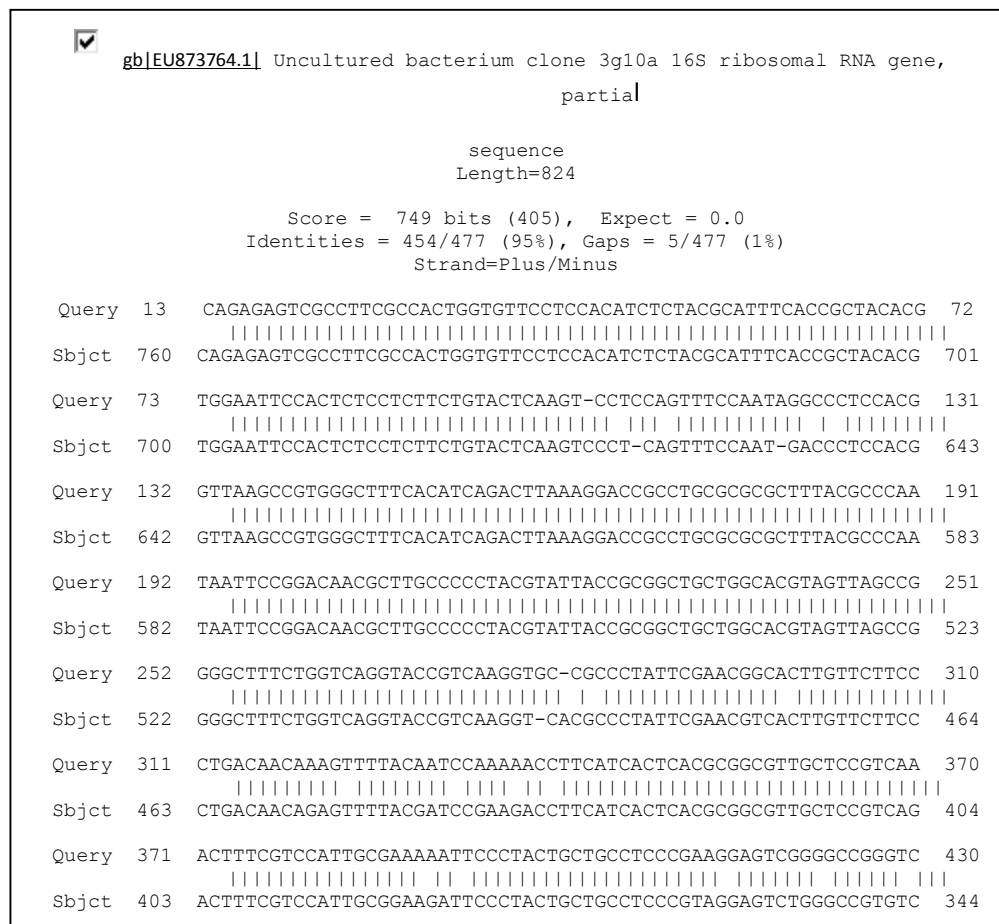 gb|EU873764.1| Uncultured bacterium clone 3g10a 16S ribosomal RNA gene,
partial
sequence
Length=824
Score = 749 bits (405), Expect = 0.0
Identities = 454/477 (95%), Gaps = 5/477 (1%)
Strand=Plus/Minus
Query 13 CAGAGAGTCGCCTTCGCCACTGGTGTTCCTCCACATCTCTACGCATTTCACCGCTACACG 72
||||||||||||||||||||||||||||||||||||||||||||||||||||||||||||
Sbjct 760 CAGAGAGTCGCCTTCGCCACTGGTGTTCCTCCACATCTCTACGCATTTCACCGCTACACG 701
Query 73 TGGAATTCCACTCTCCTCTTCTGTACTCAAGT-CCTCCAGTTTCCAATAGGCCCTCCACG 131
|||||||||||||||||||||||||||||||| ||| ||||||||||| | |||||||||
Sbjct 700 TGGAATTCCACTCTCCTCTTCTGTACTCAAGTCCCT-CAGTTTCCAAT-GACCCTCCACG 643
Query 132 GTTAAGCCGTGGGCTTTCACATCAGACTTAAAGGACCGCCTGCGCGCGCTTTACGCCCAA 191
||||||||||||||||||||||||||||||||||||||||||||||||||||||||||||
Sbjct 642 GTTAAGCCGTGGGCTTTCACATCAGACTTAAAGGACCGCCTGCGCGCGCTTTACGCCCAA 583
Query 192 TAATTCCGGACAACGCTTGCCCCCTACGTATTACCGCGGCTGCTGGCACGTAGTTAGCCG 251
||||||||||||||||||||||||||||||||||||||||||||||||||||||||||||
Sbjct 582 TAATTCCGGACAACGCTTGCCCCCTACGTATTACCGCGGCTGCTGGCACGTAGTTAGCCG 523
Query 252 GGGCTTTCTGGTCAGGTACCGTCAAGGTGC-CGCCCTATTCGAACGGCACTTGTTCTTCC 310
|||||||||||||||||||||||||||| | ||||||||||||||| |||||||||||||
Sbjct 522 GGGCTTTCTGGTCAGGTACCGTCAAGGT-CACGCCCTATTCGAACGTCACTTGTTCTTCC 464
Query 311 CTGACAACAAAGTTTTACAATCCAAAAACCTTCATCACTCACGCGGCGTTGCTCCGTCAA 370
||||||||| |||||||| |||| || ||||||||||||||||||||||||||||||||
Sbjct 463 CTGACAACAGAGTTTTACGATCCGAAGACCTTCATCACTCACGCGGCGTTGCTCCGTCAG 404
Query 371 ACTTTCGTCCATTGCGAAAAATTCCCTACTGCTGCCTCCCGAAGGAGTCGGGGCCGGGTC 430
|||||||||||||||| || ||||||||||||||||||||| ||||||| |||||| |||
Sbjct 403 ACTTTCGTCCATTGCGGAAGATTCCCTACTGCTGCCTCCCGTAGGAGTCTGGGCCGTGTC 344